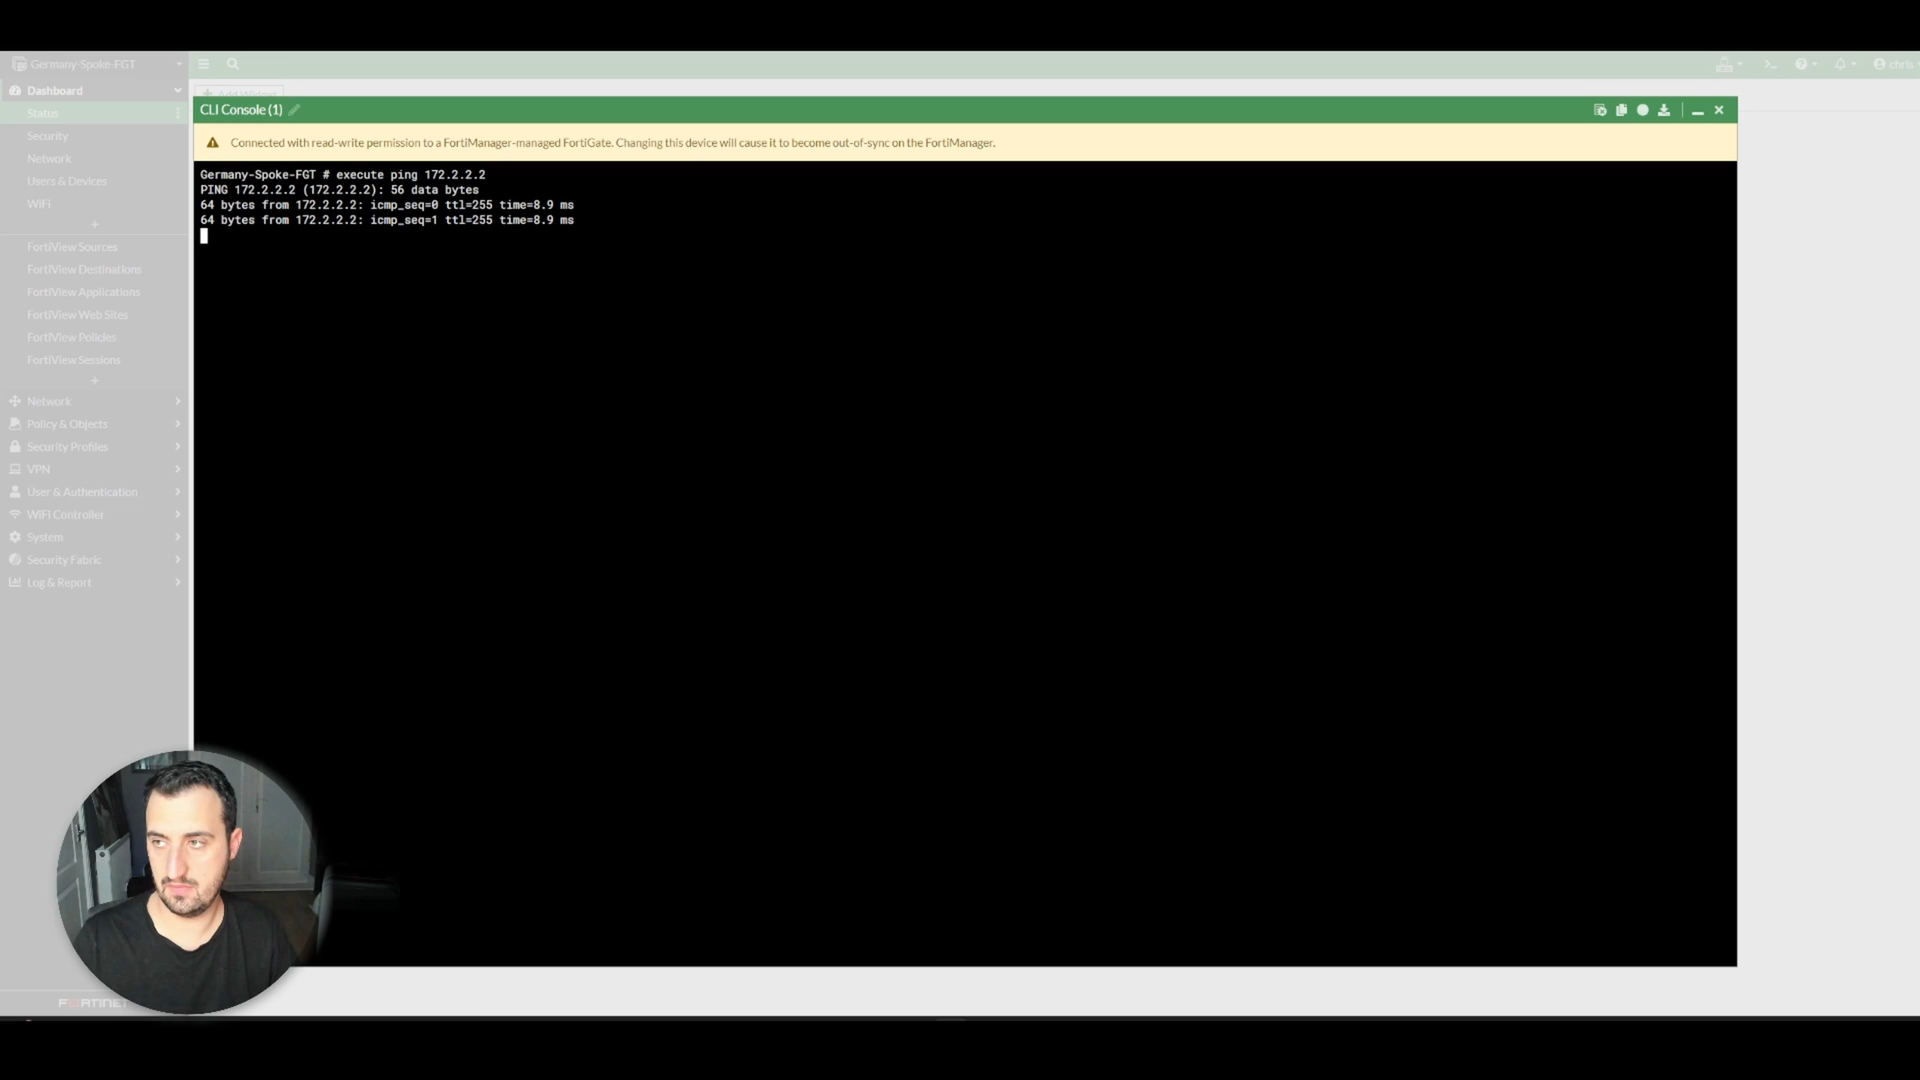 Germany-Spoke-FGT
chris
Dashboard
Add Widget
Status
CLI Console (1)
Security
Connected with read-write permission to a FortiManager-managed FortiGate. Changing this device will cause it to become out-of-sync on the FortiManager.
Network
Users & Devices
WiFi
Germany-Spoke-FGT # execute ping 172.2.2.2
PING 172.2.2.2 (172.2.2.2): 56 data bytes
64 bytes from 172.2.2.2: icmp_seq=0 ttl=255 time=8.9 ms
64 bytes from 172.2.2.2: icmp_seq=1 ttl=255 time=8.9 ms
FortiView Sources
FortiView Destinations
FortiView Applications
FortiView Web Sites
FortiView Policies
FortiView Sessions
Network
Policy & Objects
Security Profiles
VPN
User & Authentication
WiFi Controller
System
Security Fabric
Log & Report
FORTINET